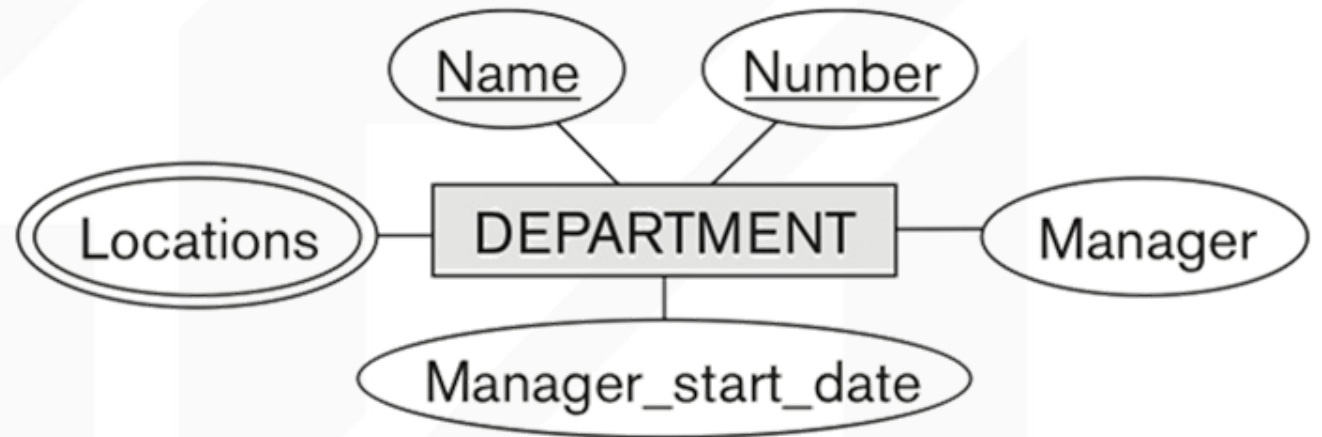 Name
Number
Locations
DEPARTMENT
Manager
Manager_start_date